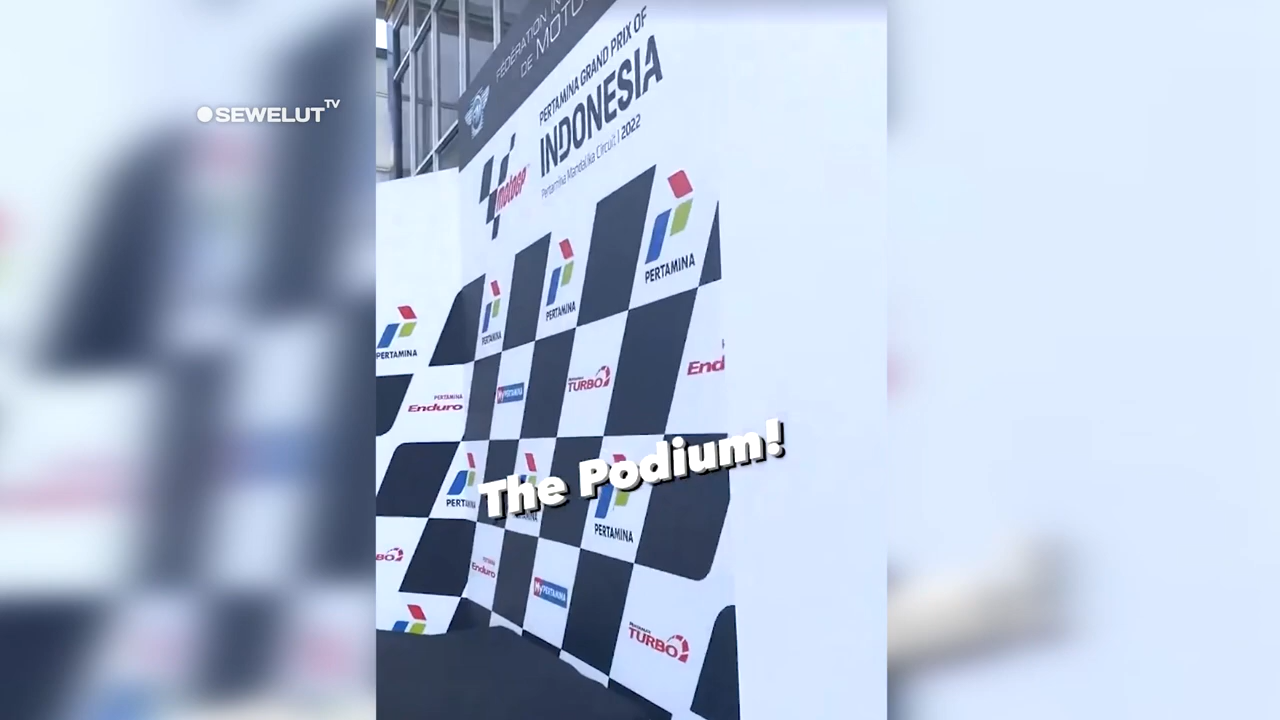 SEWELUT TV
FÉDÉRATION IN
DE MOTO
PERTAMINA GRAND PRIX OF
INDONESIA
Pertamina Mandalika Circuit | 2022
MotoGP
PERTAMINA
PERTAMINA
PERTAMINA
PERTAMINA
PERTAMINA
Enduro
MyPERTAMINA
TURBO
Endu
The Podium!
PERTAMINA
PERTAMINA
Enduro
MyPERTAMINA
TURBO